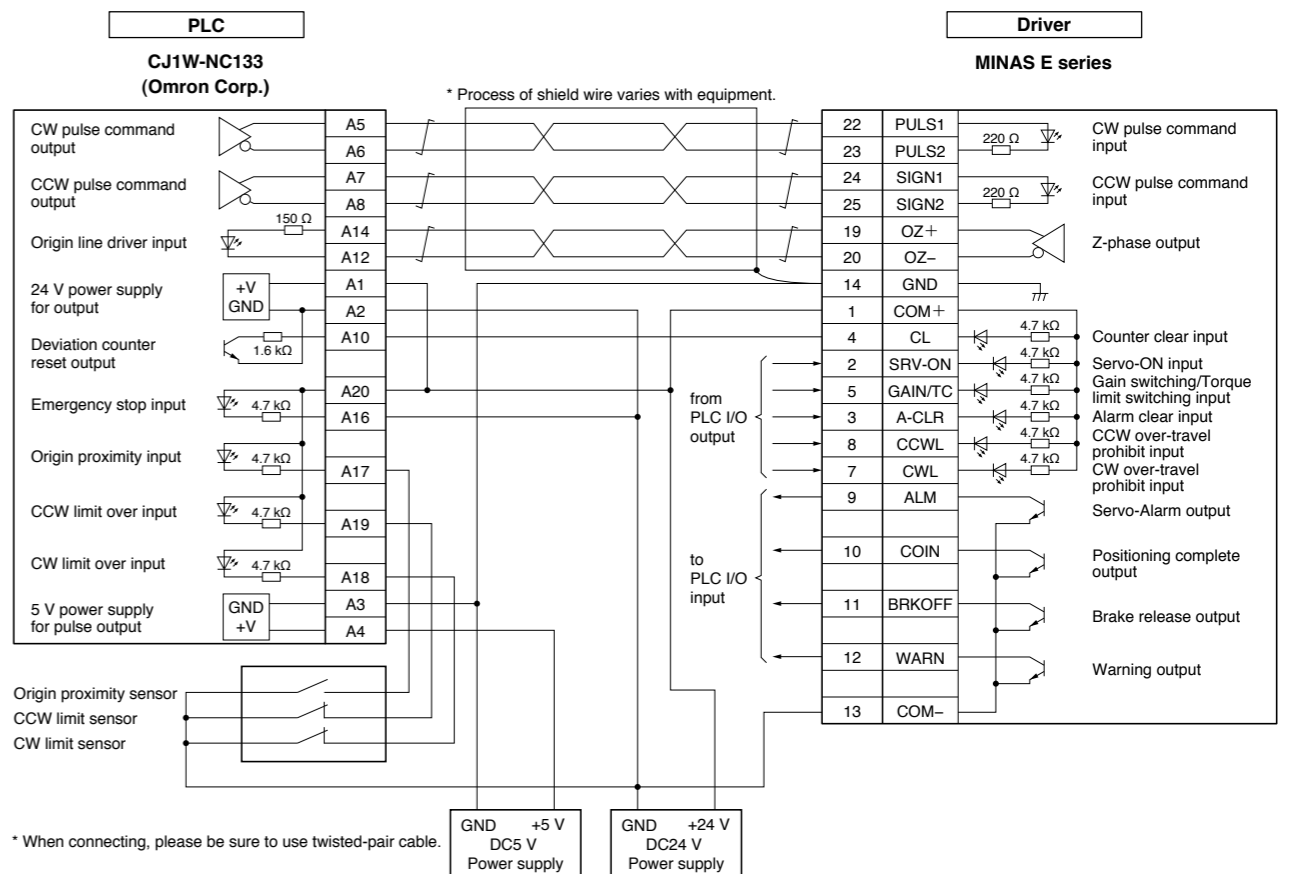 PLC
Driver
CJ1W-NC133
(Omron Corp.)
MINAS E series
* Process of shield wire varies with equipment.
CW pulse command
output
A5
A6
22 PULS1
23 PULS2
220 Ω
CW pulse command
input
CCW pulse command
output
A7
A8
24 SIGN1
25 SIGN2
220 Ω
CCW pulse command
input
Origin line driver input
150 Ω
A14
A12
19 OZ+
20 OZ−
Z-phase output
24 V power supply
for output
+V
GND
A1
A2
14 GND
1 COM+
Deviation counter
reset output
1.6 kΩ
A10
4 CL
4.7 kΩ
Counter clear input
from
PLC I/O
output
2 SRV-ON
4.7 kΩ
Servo-ON input
Emergency stop input
4.7 kΩ
A20
A16
5 GAIN/TC
4.7 kΩ
Gain switching/Torque
limit switching input
3 A-CLR
4.7 kΩ
Alarm clear input
Origin proximity input
4.7 kΩ
A17
8 CCWL
4.7 kΩ
CCW over-travel
prohibit input
7 CWL
4.7 kΩ
CW over-travel
prohibit input
CCW limit over input
4.7 kΩ
A19
9 ALM
Servo-Alarm output
CW limit over input
4.7 kΩ
A18
to
PLC I/O
input
10 COIN
Positioning complete
output
5 V power supply
for pulse output
GND
+V
A3
A4
11 BRKOFF
Brake release output
12 WARN
Warning output
13 COM−
Origin proximity sensor
CCW limit sensor
CW limit sensor
* When connecting, please be sure to use twisted-pair cable.
GND +5 V
DC5 V
Power supply
GND +24 V
DC24 V
Power supply